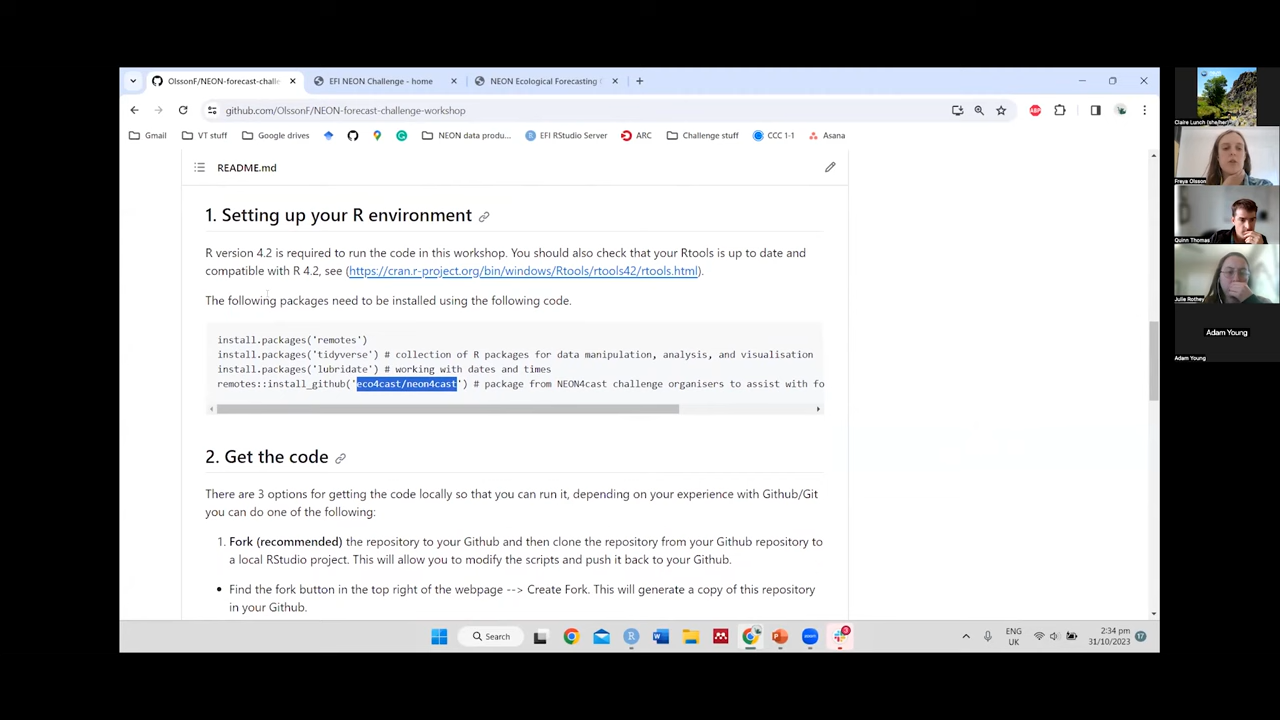 OlssonF/NEON-forecast-challe
EFI NEON Challenge - home
NEON Ecological Forecasting
github.com/OlssonF/NEON-forecast-challenge-workshop
Gmail
VT stuff
Google drives
NEON data produ...
EFI RStudio Server
ARC
Challenge stuff
CCC 1-1
Asana
README.md
1. Setting up your R environment
R version 4.2 is required to run the code in this workshop. You should also check that your Rtools is up to date and
compatible with R 4.2, see (https://cran.r-project.org/bin/windows/Rtools/rtools42/rtools.html).
The following packages need to be installed using the following code.
install.packages('remotes')
install.packages('tidyverse') # collection of R packages for data manipulation, analysis, and visualisation
install.packages('lubridate') # working with dates and times
remotes::install_github('eco4cast/neon4cast') # package from NEON4cast challenge organisers to assist with fo
2. Get the code
There are 3 options for getting the code locally so that you can run it, depending on your experience with Github/Git
you can do one of the following:
1. Fork (recommended) the repository to your Github and then clone the repository from your Github repository to
a local RStudio project. This will allow you to modify the scripts and push it back to your Github.
• Find the fork button in the top right of the webpage --> Create Fork. This will generate a copy of this repository
in your Github.
Search
ENG
UK
2:34 pm
31/10/2023
17
3
ABP
Claire Lunch (she/her)
Freya Olsson
Quinn Thomas
Julie Rothey
Adam Young
Adam Young